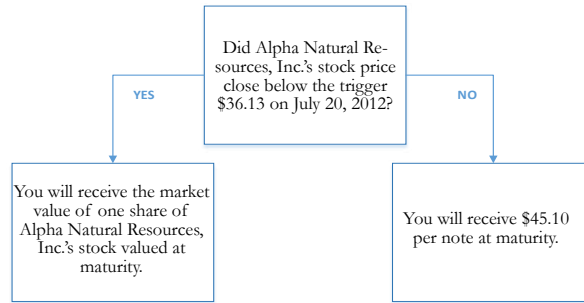 Did Alpha Natural Re-
sources, Inc.'s stock price
close below the trigger
$36.13 on July 20, 2012?
YES
NO
You will receive the market
value of one share of
Alpha Natural Resources,
Inc.'s stock valued at
maturity.
You will receive $45.10
per note at maturity.